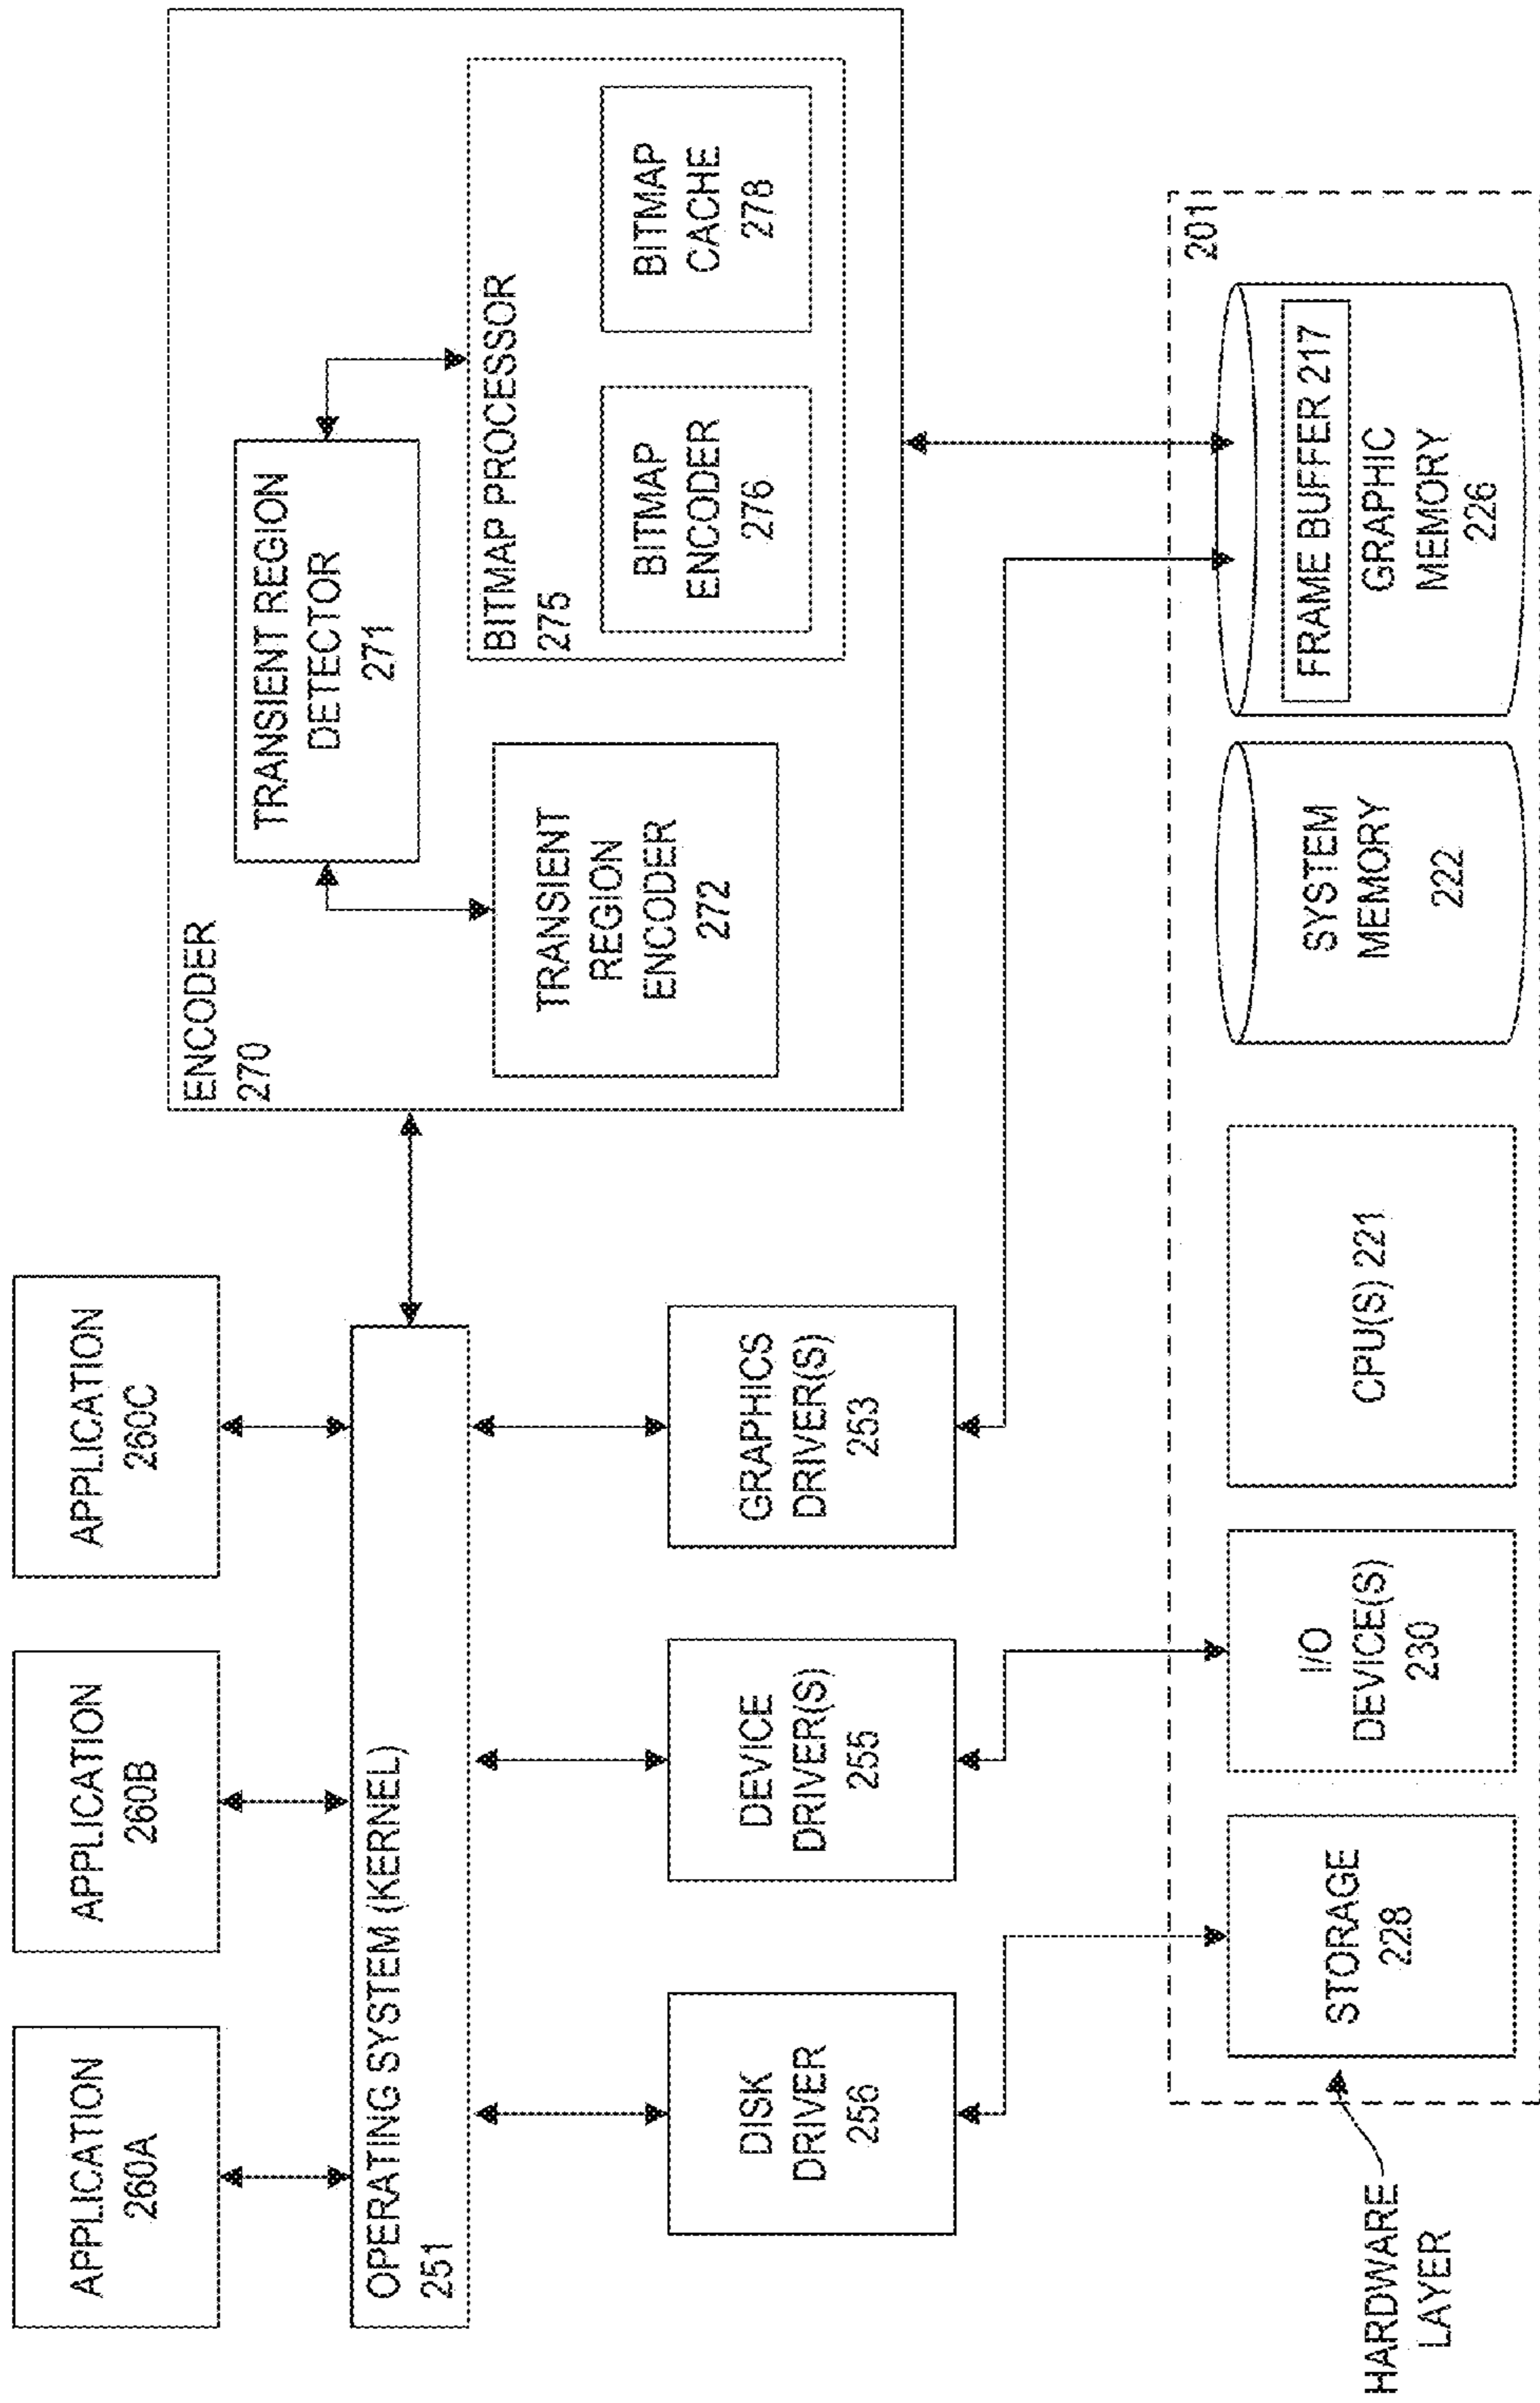 APPLICATION
260A
APPLICATION
260B
APPLICATION
260C
OPERATING SYSTEM (KERNEL)
251
DISK
DRIVER
256
DEVICE
DRIVER(S)
255
GRAPHICS
DRIVER(S)
253
ENCODER
270
TRANSIENT REGION
DETECTOR
271
TRANSIENT
REGION
ENCODER
272
BITMAP PROCESSOR
275
BITMAP
ENCODER
276
BITMAP
CACHE
278
HARDWARE
LAYER
201
STORAGE
228
I/O
DEVICE(S)
230
CPU(S) 221
SYSTEM
MEMORY
222
FRAME BUFFER 217
GRAPHIC
MEMORY
226